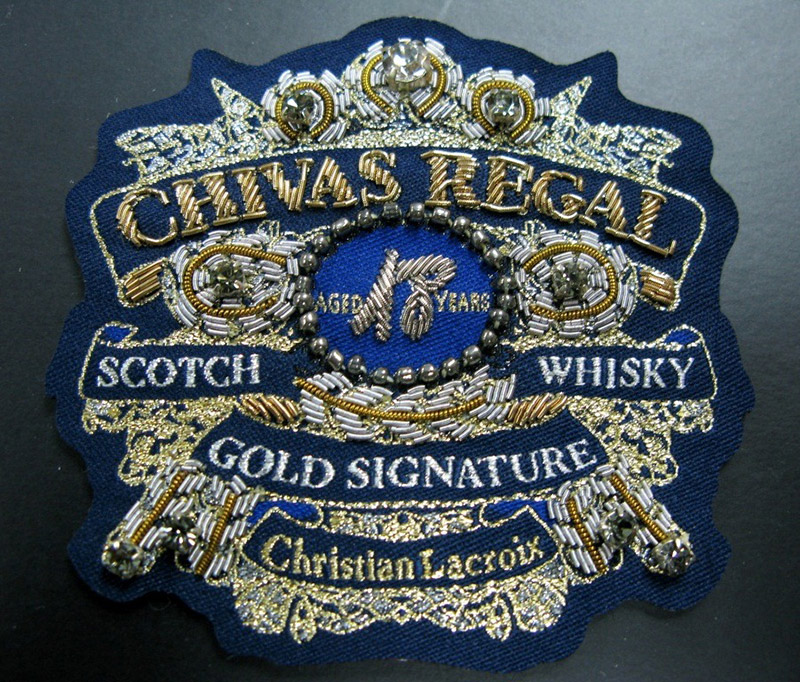 CHIVAS REGAL
AGED 18 YEARS
SCOTCH WHISKY
GOLD SIGNATURE
Christian Lacroix